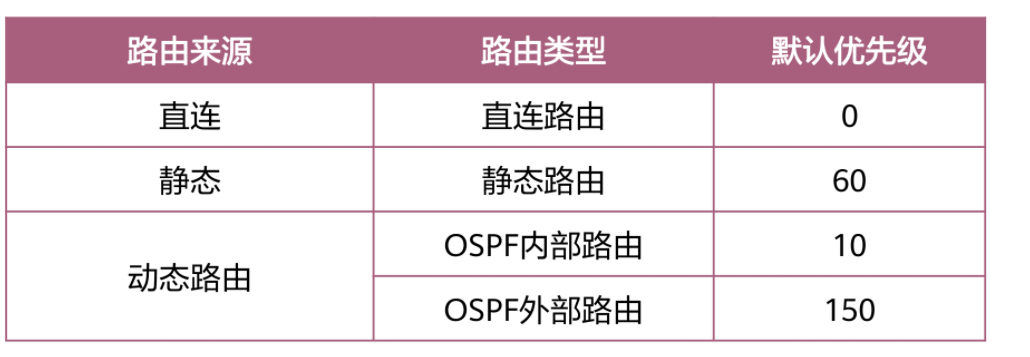 路由来源 路由类型 默认优先级
直连 直连路由 0
静态 静态路由 60
动态路由 OSPF内部路由 10
OSPF外部路由 150